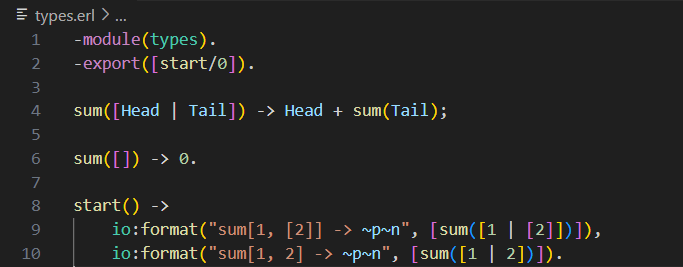 types.erl > ...
1 -module(types).
2 -export([start/0]).
3
4 sum([Head | Tail]) -> Head + sum(Tail);
5
6 sum([]) -> 0.
7
8 start() ->
9 io:format("sum[1, [2]] -> ~p~n", [sum([1 | [2]])]),
10 io:format("sum[1, 2] -> ~p~n", [sum([1 | 2])]).